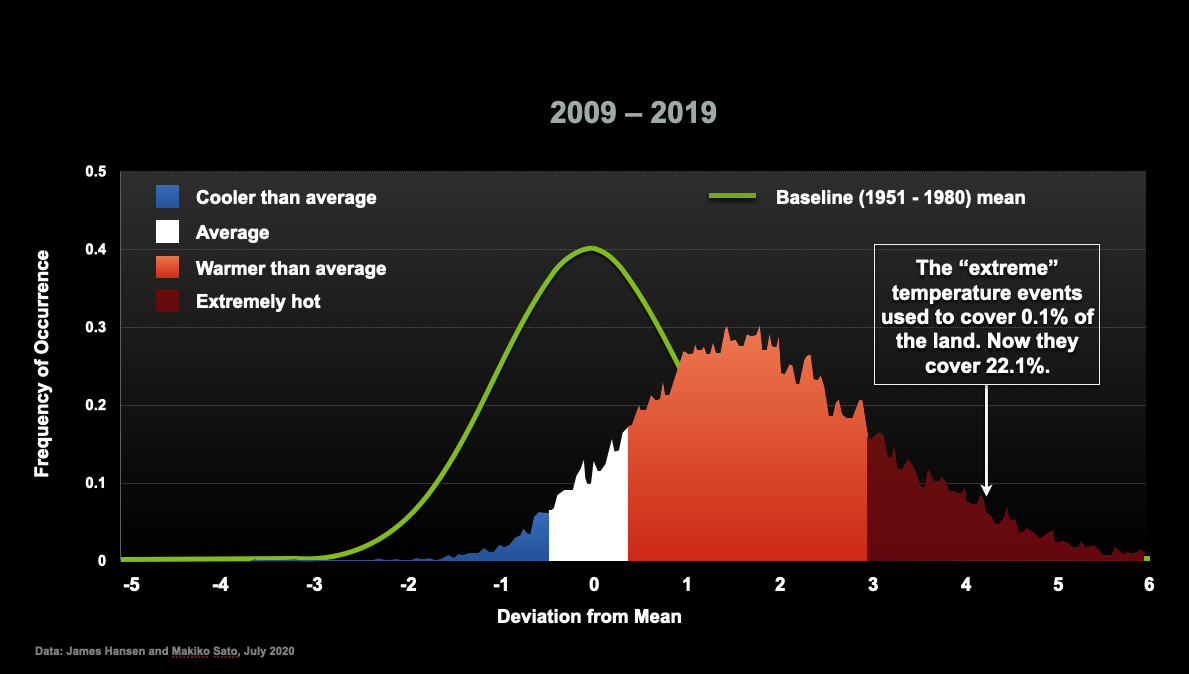 2009 – 2019
0.5
0.4
0.3
0.2
0.1
0
Frequency of Occurrence
Cooler than average
Average
Warmer than average
Extremely hot
Baseline (1951 - 1980) mean
The “extreme”
temperature events
used to cover 0.1% of
the land. Now they
cover 22.1%.
-5 -4 -3 -2 -1 0 1 2 3 4 5 6
Deviation from Mean
Data: James Hansen and Makiko Sato, July 2020